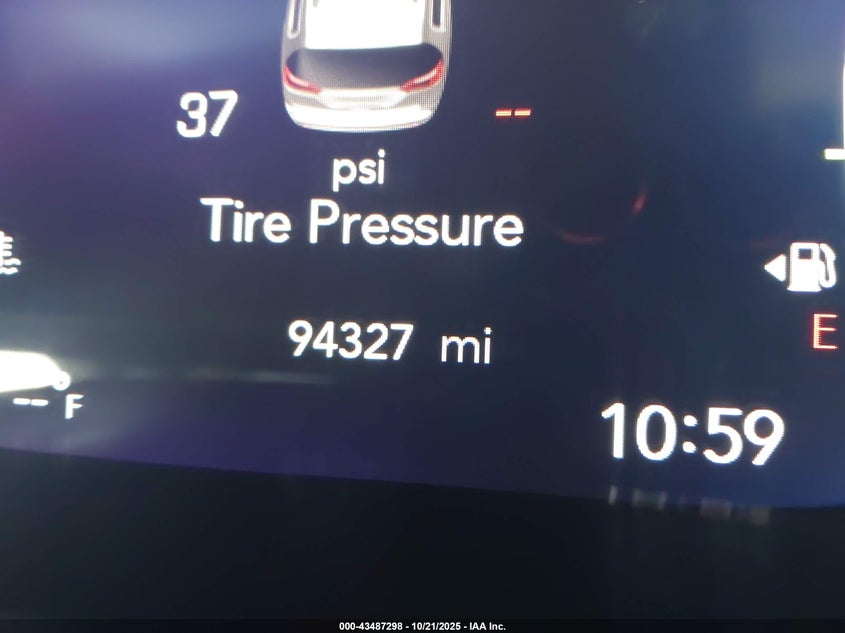 37 --
psi
Tire Pressure
94327 mi
E
-- F
10:59
000-43487298 - 10/21/2025 - IAA Inc.